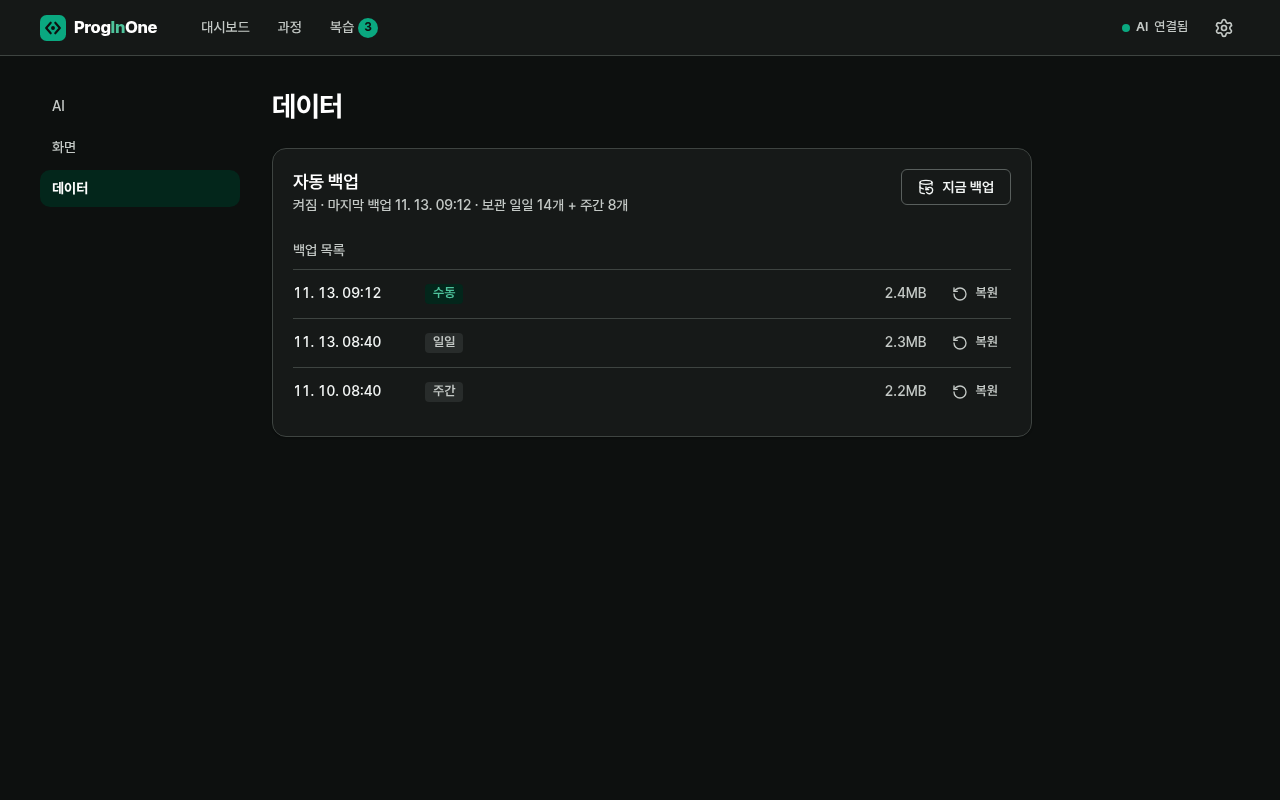 ProgInOne 대시보드 과정 복습 3 AI 연결됨
AI
화면
데이터
데이터
자동 백업
켜짐 · 마지막 백업 11. 13. 09:12 · 보관 일일 14개 + 주간 8개
지금 백업
백업 목록
11. 13. 09:12 수동 2.4MB 복원
11. 13. 08:40 일일 2.3MB 복원
11. 10. 08:40 주간 2.2MB 복원